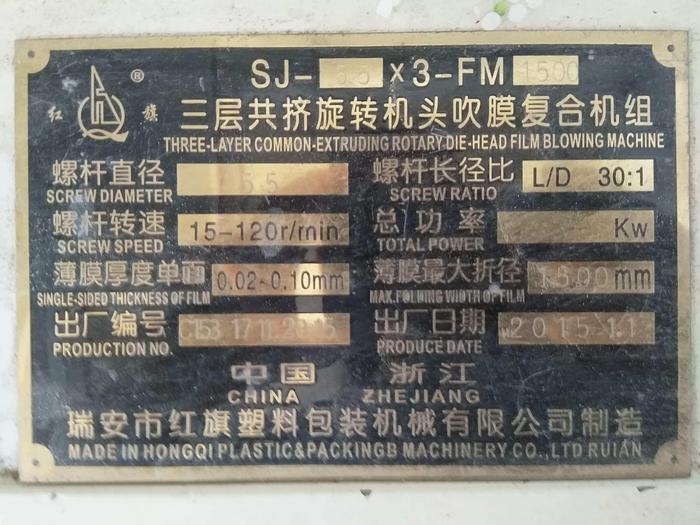 红 旗 ®
SJ-55×3-FM1500
三层共挤旋转机头吹膜复合机组
THREE-LAYER COMMON-EXTRUDING ROTARY DIE-HEAD FILM BLOWING MACHINE
螺杆直径 55 螺杆长径比 L/D 30:1
SCREW DIAMETER SCREW RATIO
螺杆转速 15-120r/min 总功率 Kw
SCREW SPEED TOTAL POWER
薄膜厚度单面 0.02-0.10mm 薄膜最大折径 1500mm
SINGLE-SIDED THICKNESS OF FILM MAX.FOLDING WIDTH OF FILM
出厂编号 出厂日期 2015.11
PRODUCTION NO. PRODUCE DATE
中国 浙江
CHINA ZHEJIANG
瑞安市红旗塑料包装机械有限公司制造
MADE IN HONGQI PLASTIC&PACKINGB MACHINERY CO.,LTD RUIAN